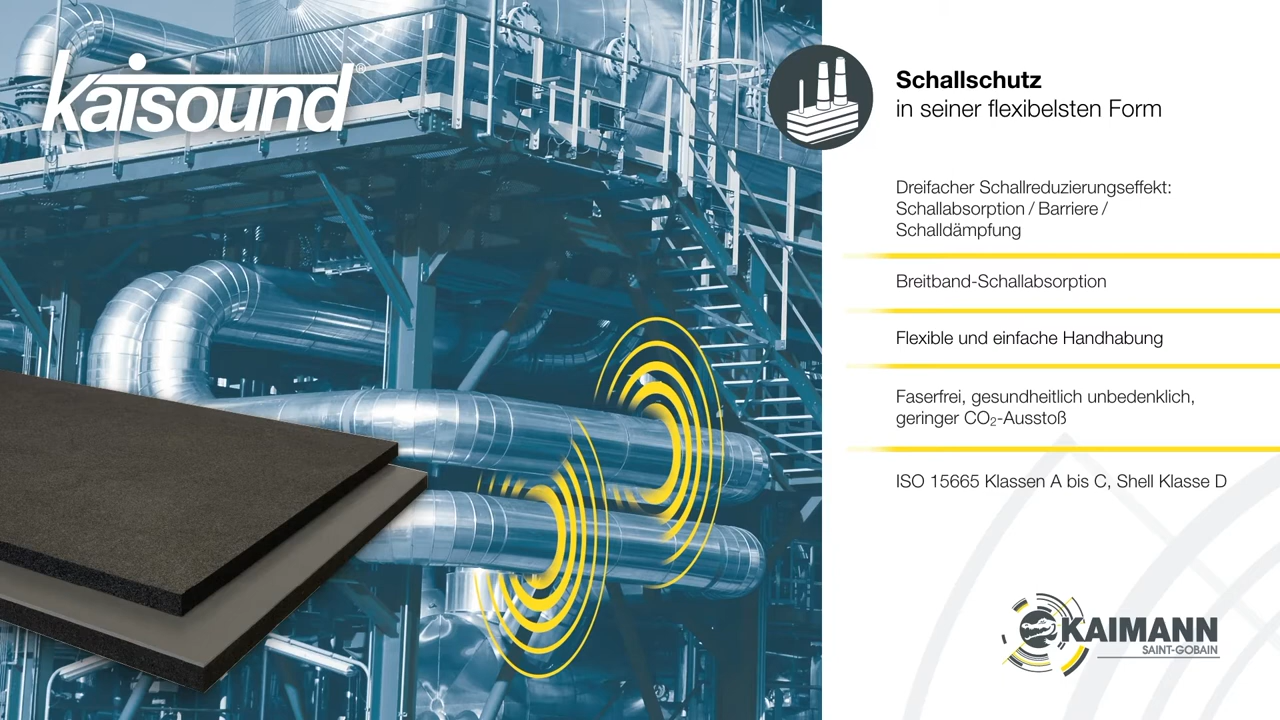 kaisound®
Schallschutz
in seiner flexibelsten Form
Dreifacher Schallreduzierungseffekt:
Schallabsorption / Barriere /
Schalldämpfung
Breitband-Schallabsorption
Flexible und einfache Handhabung
Faserfrei, gesundheitlich unbedenklich,
geringer CO₂-Ausstoß
ISO 15665 Klassen A bis C, Shell Klasse D
KAIMANN
SAINT-GOBAIN